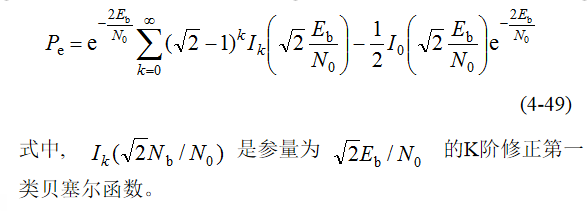 P_e = e^{-\frac{2E_b}{N_0}} \sum_{k=0}^{\infty} (\sqrt{2}-1)^k I_k\left(\sqrt{2}\frac{E_b}{N_0}\right) - \frac{1}{2} I_0\left(\sqrt{2}\frac{E_b}{N_0}\right) e^{-\frac{2E_b}{N_0}}
(4-49)
式中, I_k(\sqrt{2}N_b/N_0) 是参量为 \sqrt{2}E_b/N_0 的K阶修正第一
类贝塞尔函数。